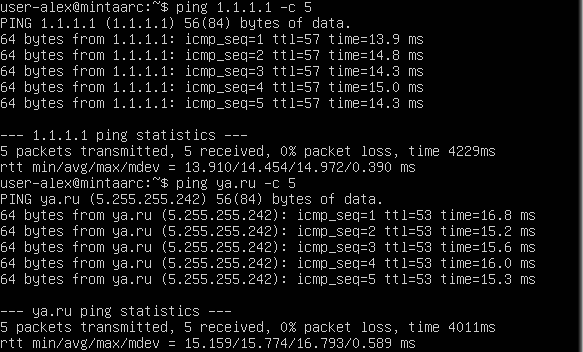 user-alex@mintaarc:~$ ping 1.1.1.1 -c 5
PING 1.1.1.1 (1.1.1.1) 56(84) bytes of data.
64 bytes from 1.1.1.1: icmp_seq=1 ttl=57 time=13.9 ms
64 bytes from 1.1.1.1: icmp_seq=2 ttl=57 time=14.8 ms
64 bytes from 1.1.1.1: icmp_seq=3 ttl=57 time=14.3 ms
64 bytes from 1.1.1.1: icmp_seq=4 ttl=57 time=15.0 ms
64 bytes from 1.1.1.1: icmp_seq=5 ttl=57 time=14.3 ms
--- 1.1.1.1 ping statistics ---
5 packets transmitted, 5 received, 0% packet loss, time 4229ms
rtt min/avg/max/mdev = 13.910/14.454/14.972/0.390 ms
user-alex@mintaarc:~$ ping ya.ru -c 5
PING ya.ru (5.255.255.242) 56(84) bytes of data.
64 bytes from ya.ru (5.255.255.242): icmp_seq=1 ttl=53 time=16.8 ms
64 bytes from ya.ru (5.255.255.242): icmp_seq=2 ttl=53 time=15.2 ms
64 bytes from ya.ru (5.255.255.242): icmp_seq=3 ttl=53 time=15.6 ms
64 bytes from ya.ru (5.255.255.242): icmp_seq=4 ttl=53 time=16.0 ms
64 bytes from ya.ru (5.255.255.242): icmp_seq=5 ttl=53 time=15.3 ms
--- ya.ru ping statistics ---
5 packets transmitted, 5 received, 0% packet loss, time 4011ms
rtt min/avg/max/mdev = 15.159/15.774/16.793/0.589 ms